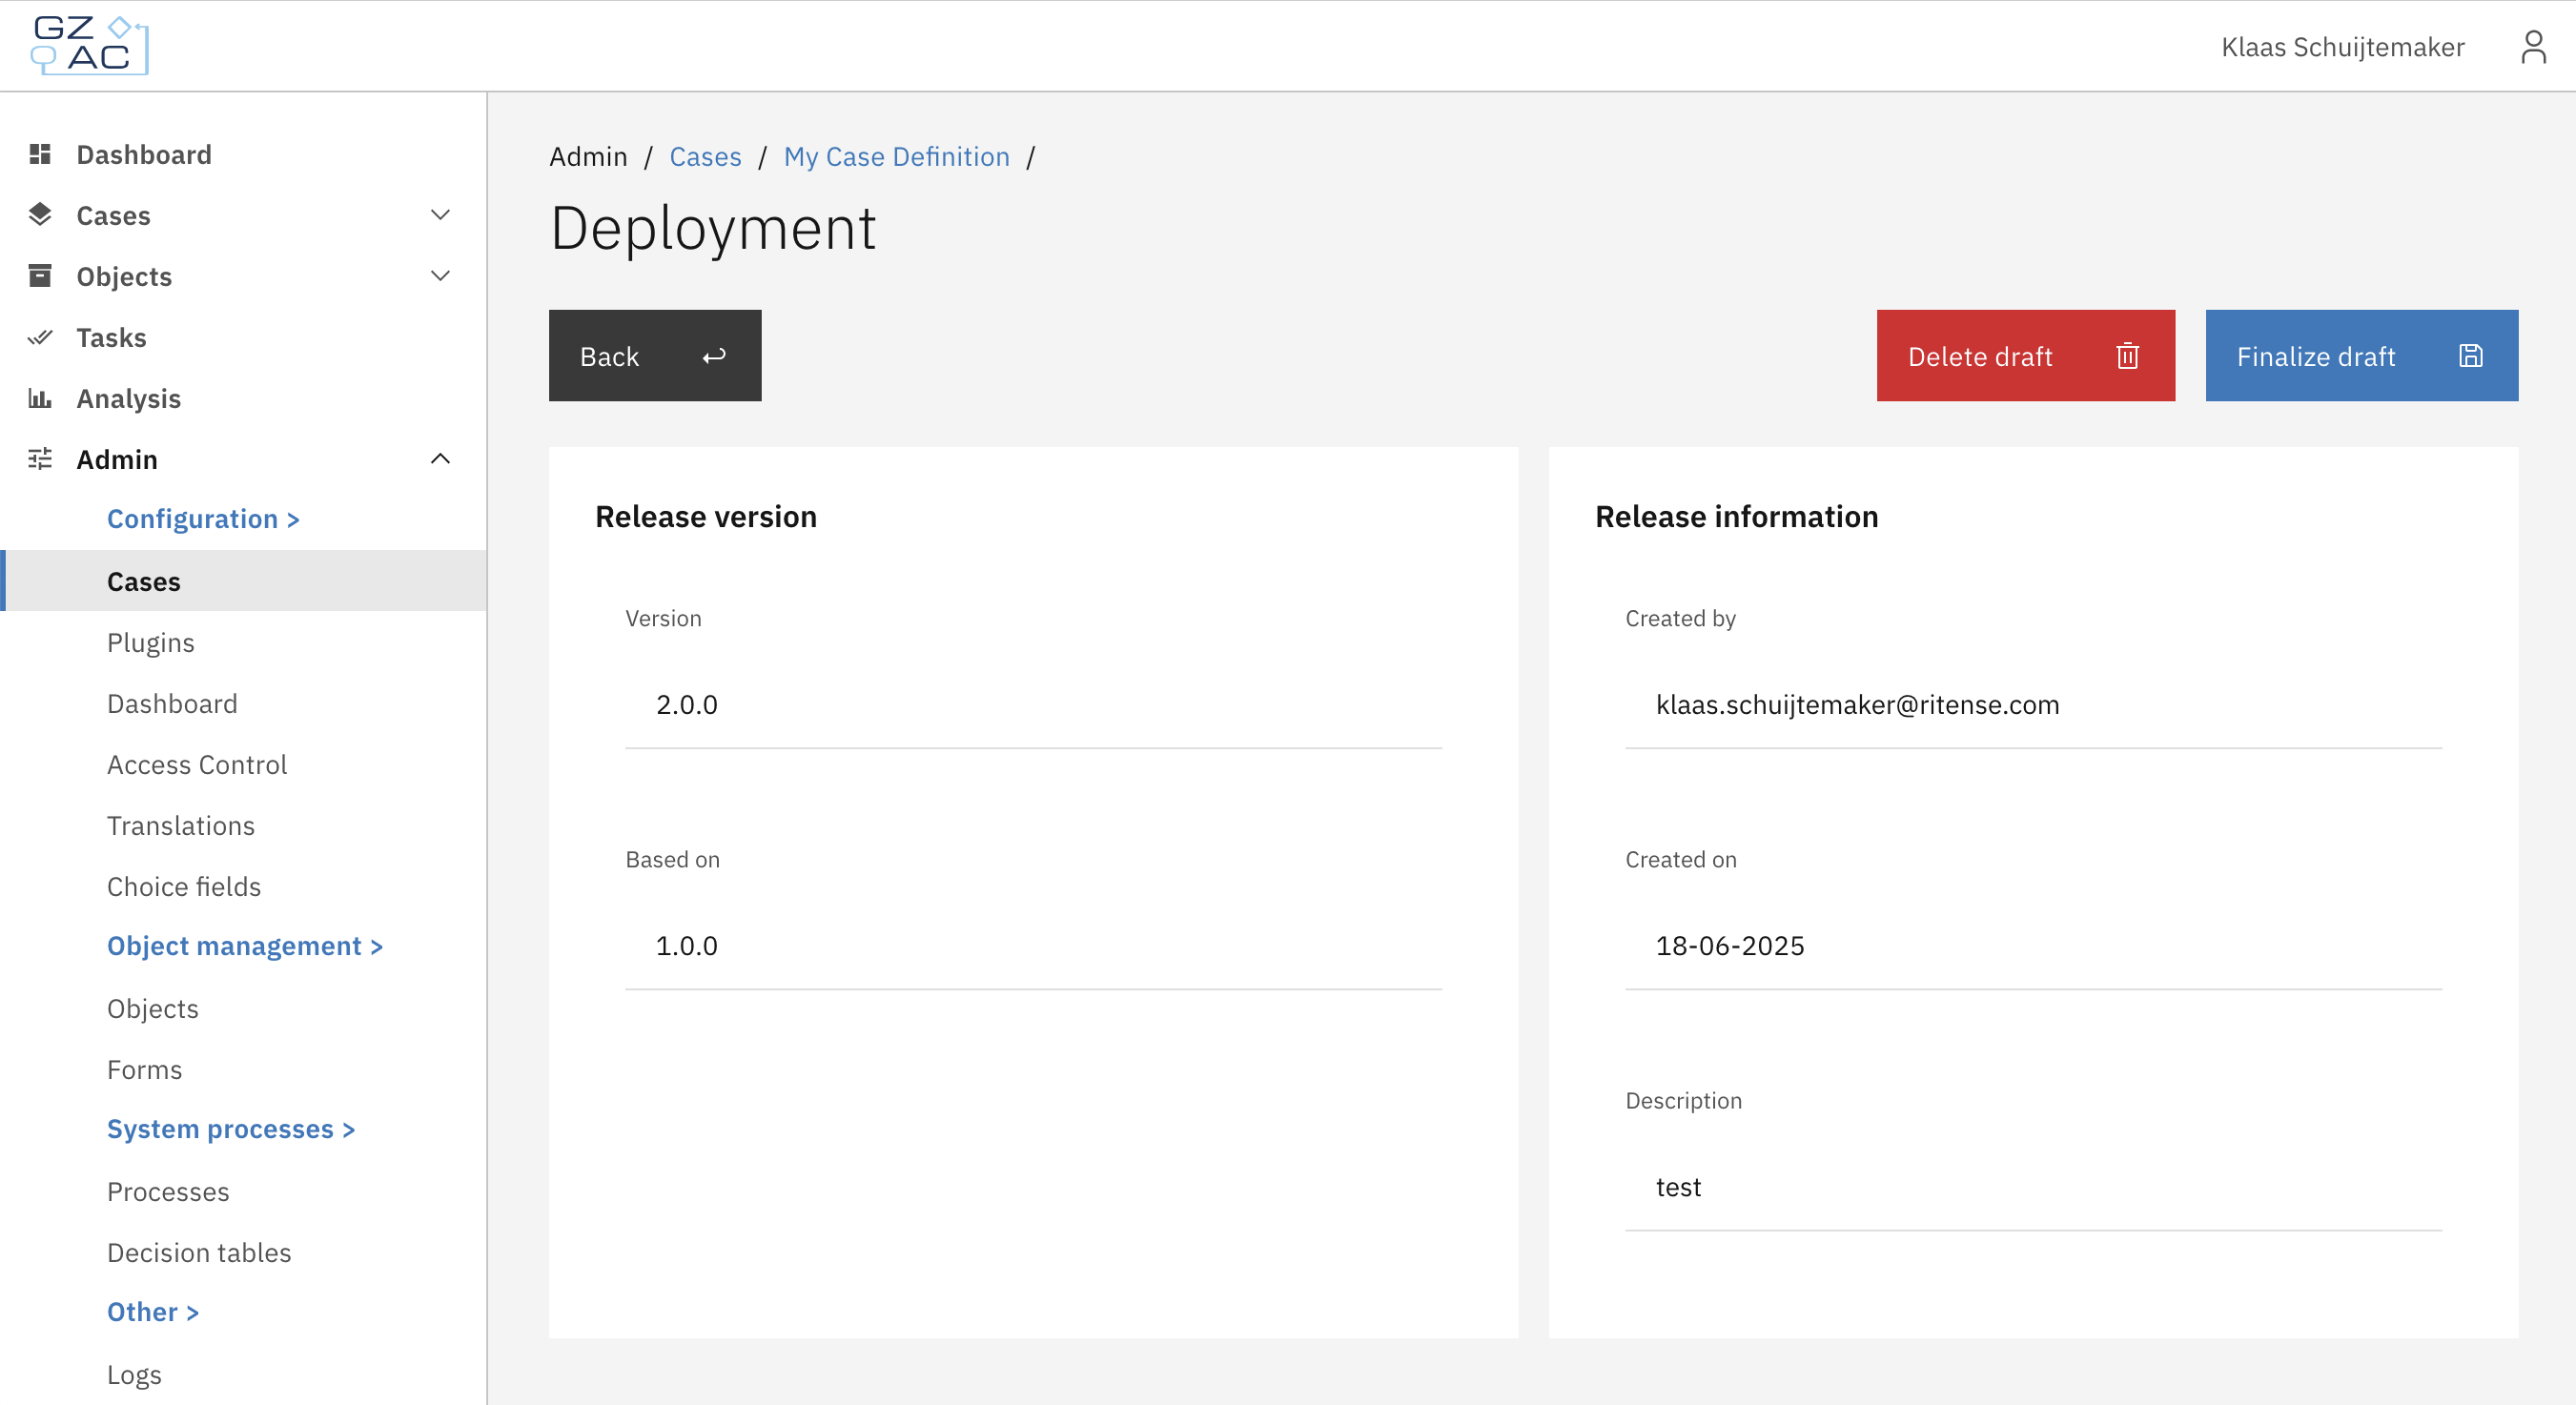 GZ
AC
Klaas Schuijtemaker
Dashboard
Cases
Objects
Tasks
Analysis
Admin
Configuration >
Cases
Plugins
Dashboard
Access Control
Translations
Choice fields
Object management >
Objects
Forms
System processes >
Processes
Decision tables
Other >
Logs
Admin / Cases / My Case Definition /
Deployment
Back
Delete draft
Finalize draft
Release version
Version
2.0.0
Based on
1.0.0
Release information
Created by
klaas.schuijtemaker@ritense.com
Created on
18-06-2025
Description
test